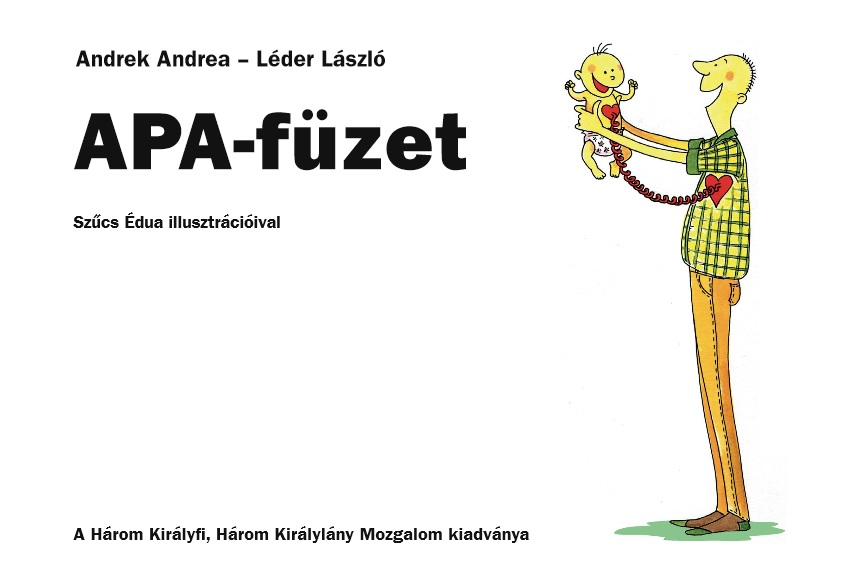 Andrek Andrea – Léder László
APA-füzet
Szűcs Édua illusztrációival
A Három Királyfi, Három Királylány Mozgalom kiadványa